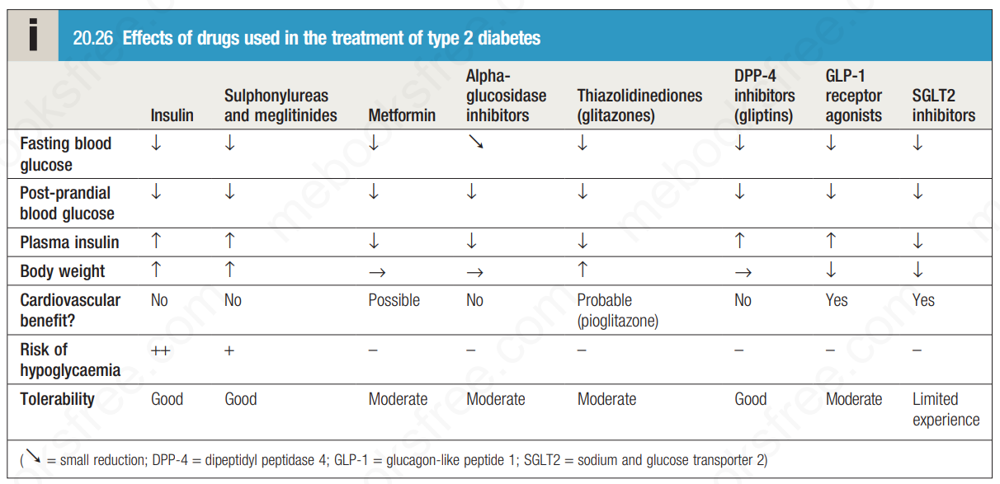 i 20.26 Effects of drugs used in the treatment of type 2 diabetes
Insulin
Sulphonylureas
and meglitinides
Metformin
Alpha-
glucosidase
inhibitors
Thiazolidinediones
(glitazones)
DPP-4
inhibitors
(gliptins)
GLP-1
receptor
agonists
SGLT2
inhibitors
Fasting blood
glucose
↓ ↓ ↓ ↘ ↓ ↓ ↓ ↓
Post-prandial
blood glucose
↓ ↓ ↓ ↓ ↓ ↓ ↓ ↓
Plasma insulin ↑ ↑ ↓ ↓ ↓ ↑ ↑ ↓
Body weight ↑ ↑ → → ↑ → ↓ ↓
Cardiovascular
benefit?
No No Possible No Probable
(pioglitazone)
No Yes Yes
Risk of
hypoglycaemia
++ + – – – – – –
Tolerability Good Good Moderate Moderate Moderate Good Moderate Limited
experience
(↘ = small reduction; DPP-4 = dipeptidyl peptidase 4; GLP-1 = glucagon-like peptide 1; SGLT2 = sodium and glucose transporter 2)
mebooksfree.com